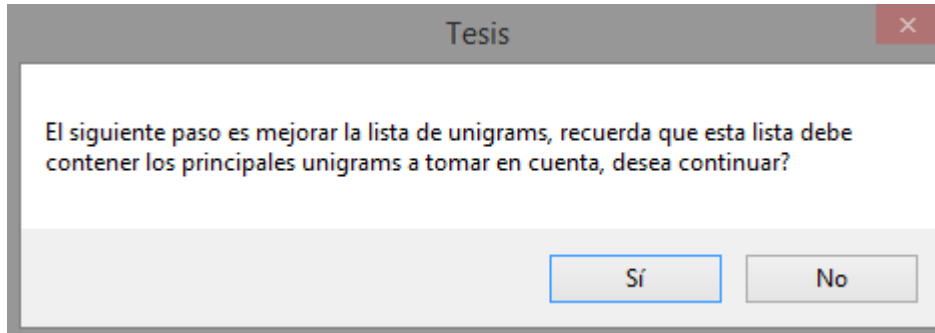 Tesis
El siguiente paso es mejorar la lista de unigrams, recuerda que esta lista debe
contener los principales unigrams a tomar en cuenta, desea continuar?
Sí
No